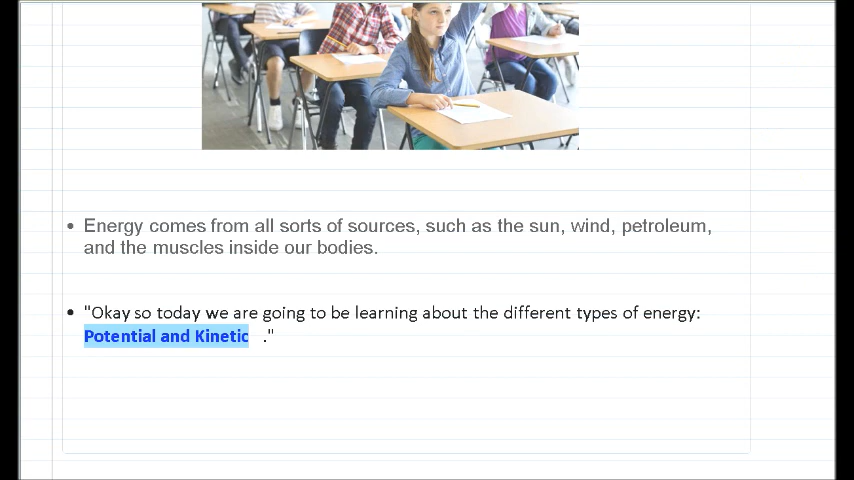 • Energy comes from all sorts of sources, such as the sun, wind, petroleum,
and the muscles inside our bodies.
• "Okay so today we are going to be learning about the different types of energy:
Potential and Kinetic ."